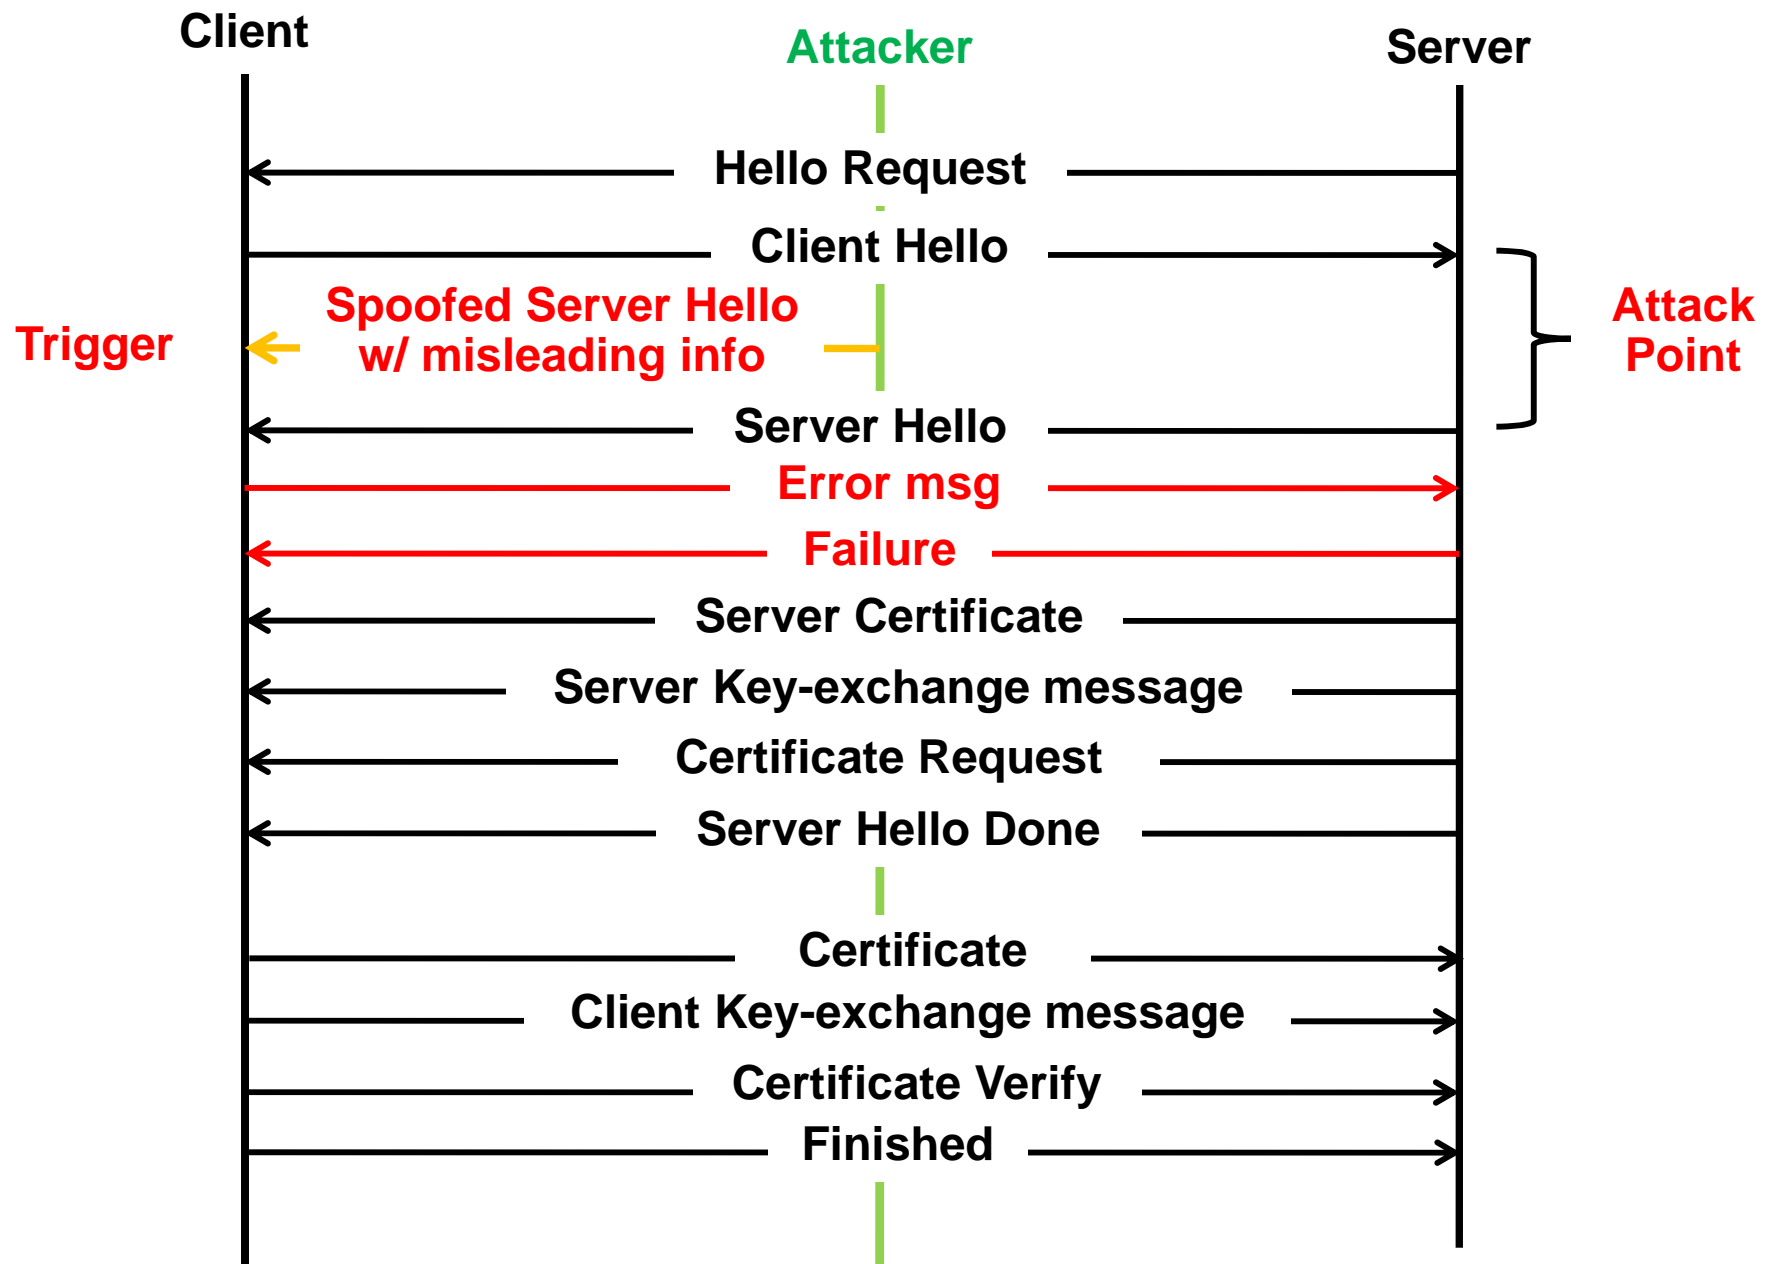 Client
Attacker
Server
Hello Request
Client Hello
Spoofed Server Hello
w/ misleading info
Trigger
Attack
Point
Server Hello
Error msg
Failure
Server Certificate
Server Key-exchange message
Certificate Request
Server Hello Done
Certificate
Client Key-exchange message
Certificate Verify
Finished